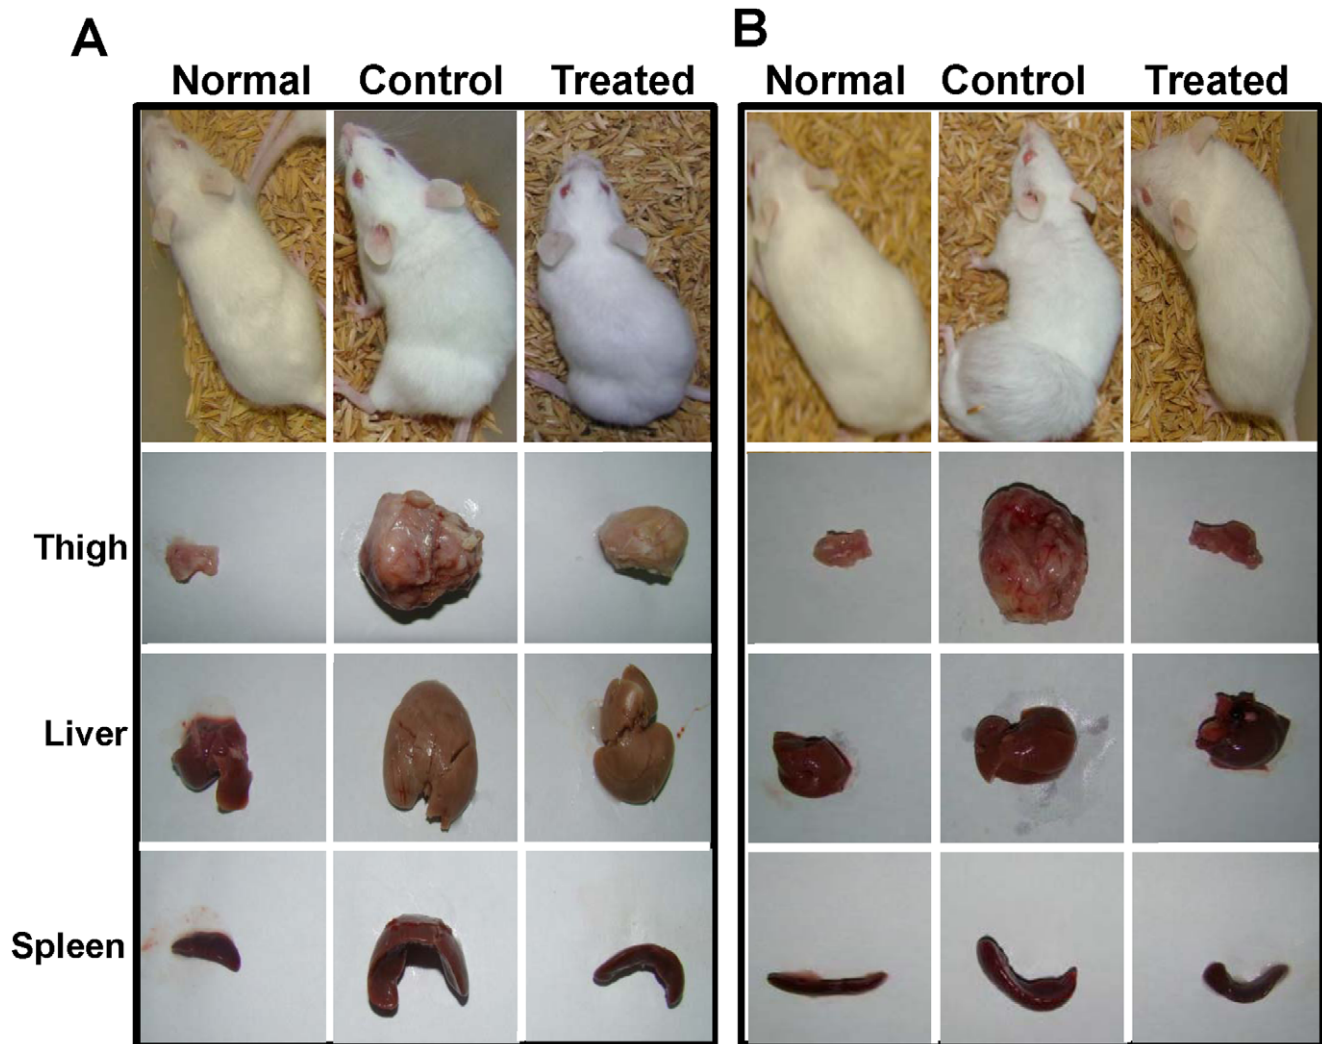 A
B
Normal Control Treated
Normal Control Treated
Thigh
Liver
Spleen